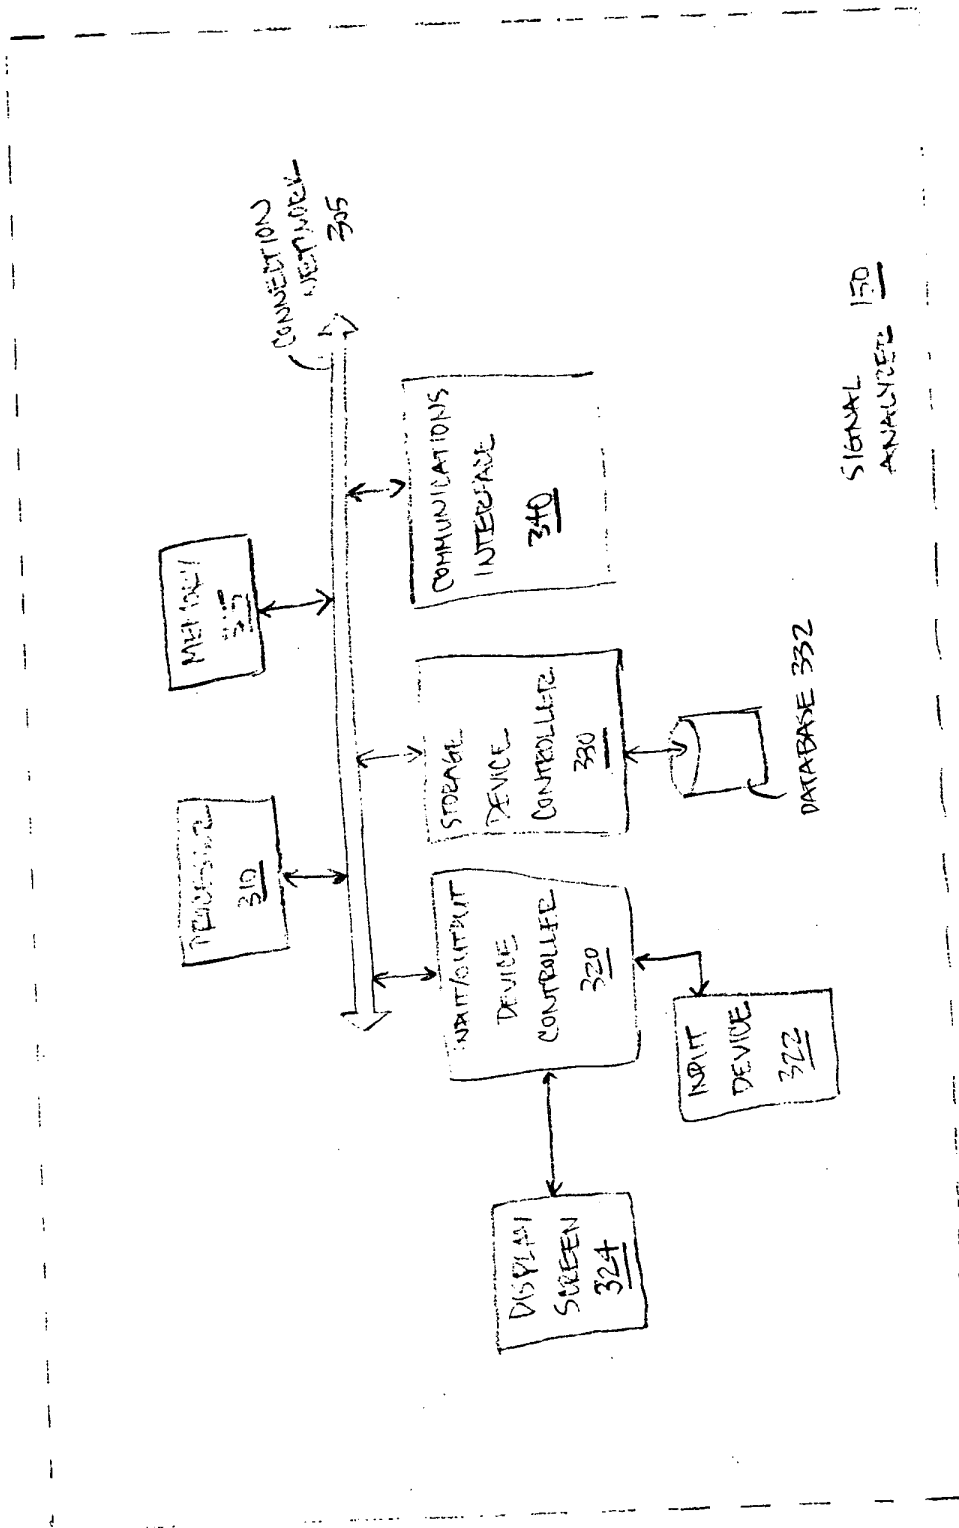 PROCESSOR
310
MEMORY
315
CONNECTION
NETWORK
305
INPUT/OUTPUT
DEVICE
CONTROLLER
320
STORAGE
DEVICE
CONTROLLER
330
COMMUNICATIONS
INTERFACE
340
DISPLAY
SCREEN
324
INPUT
DEVICE
322
DATABASE 332
SIGNAL
ANALYZER 150